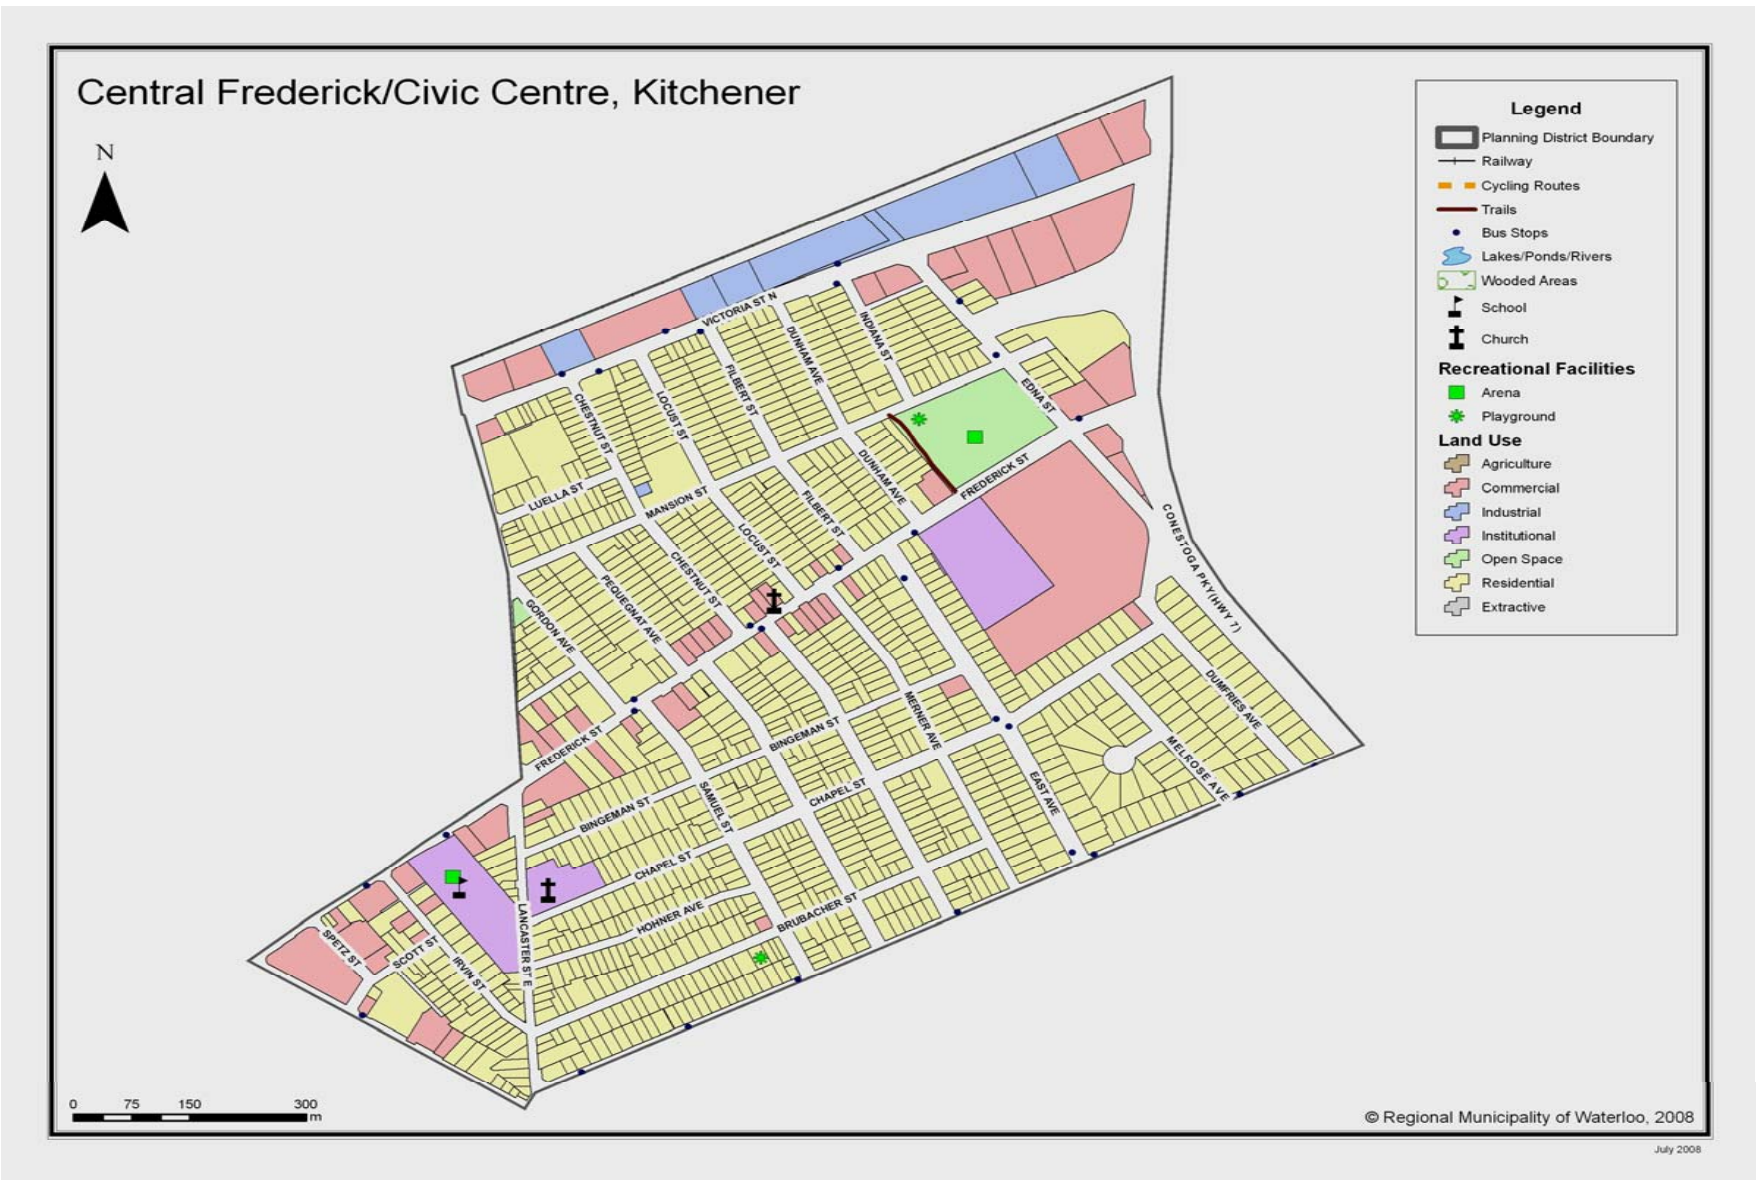 Central Frederick/Civic Centre, Kitchener
N
Legend
Planning District Boundary
Railway
Cycling Routes
Trails
Bus Stops
Lakes/Ponds/Rivers
Wooded Areas
School
Church
Recreational Facilities
Arena
Playground
Land Use
Agriculture
Commercial
Industrial
Institutional
Open Space
Residential
Extractive
VICTORIA ST N
DUNHAM AVE
INDIANA ST
FILBERT ST
LOCUST ST
CHESTNUT ST
EDNA ST
LUELLA ST
MANSION ST
FILBERT ST
DUNHAM AVE
FREDERICK ST
LOCUST ST
CHESTNUT ST
PEQUEGNAT AVE
GORDON AVE
CONESTOGA PKY(HWY 7)
FREDERICK ST
BINGEMAN ST
MERNER AVE
DUMFRIES AVE
MELROSE AVE
EAST AVE
CHAPEL ST
SAMUEL ST
BINGEMAN ST
CHAPEL ST
HOHNER AVE
BRUBACHER ST
LANCASTER ST E
SPETZ ST
SCOTT ST
IRVIN ST
0 75 150 300
m
© Regional Municipality of Waterloo, 2008
July 2008